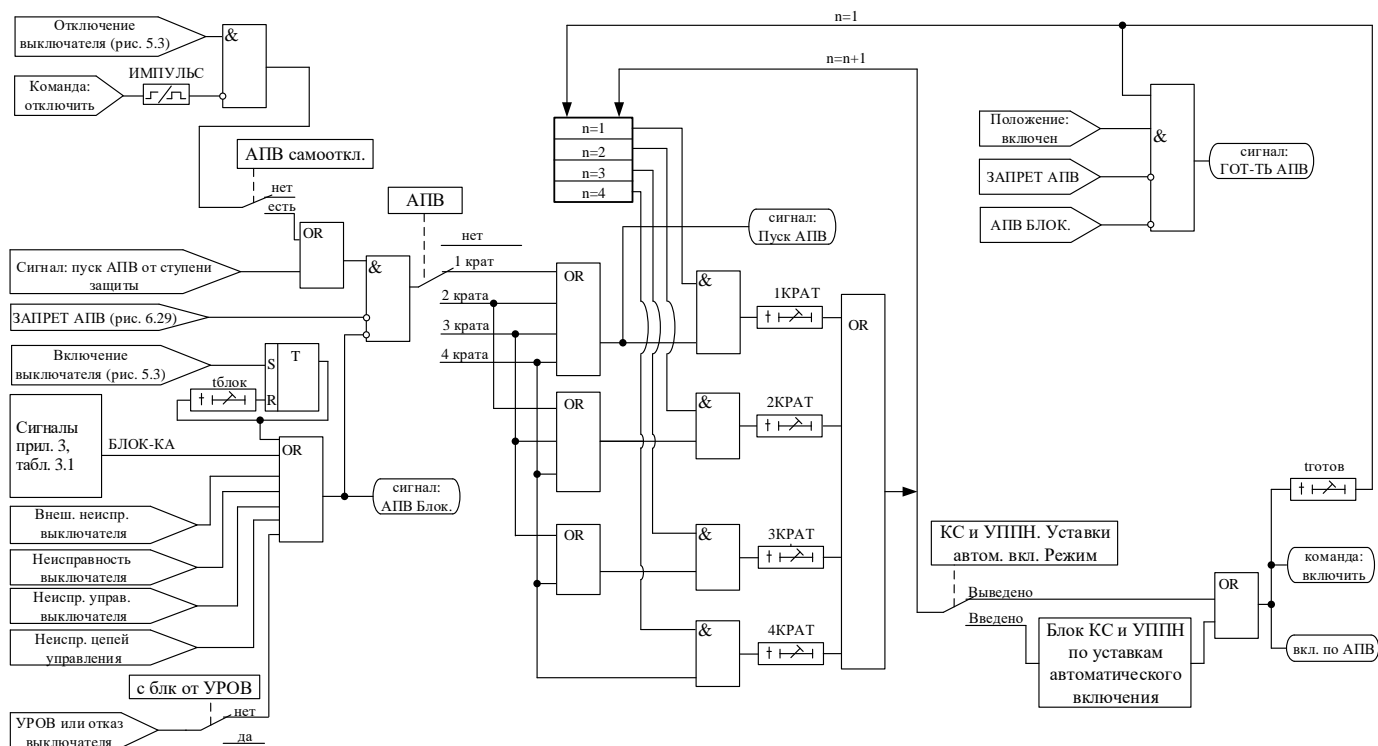 Отключение
выключателя (рис. 5.3)
&
ИМПУЛЬС
Команда:
отключить
АПВ самооткл.
нет
есть
OR
АПВ
нет
1 крат
2 крата
3 крата
4 крата
Сигнал: пуск АПВ от ступени
защиты
&
ЗАПРЕТ АПВ (рис. 6.29)
Включение
выключателя (рис. 5.3)
S
T
R
tблок
Сигналы
прил. 3,
табл. 3.1
БЛОК-КА
OR
сигнал:
АПВ Блок.
Внеш. неиспр.
выключателя
Неисправность
выключателя
Неиспр. управ.
выключателя
Неиспр. цепей
управления
с блк от УРОВ
нет
да
УРОВ или отказ
выключателя
n=1
n=n+1
n=1
n=2
n=3
n=4
сигнал:
Пуск АПВ
OR
&
1КРАТ
OR
OR
&
2КРАТ
OR
&
3КРАТ
&
4КРАТ
Положение:
включен
&
ЗАПРЕТ АПВ
АПВ БЛОК.
сигнал:
ГОТ-ТЬ АПВ
tготов
КС и УППН. Уставки
автом. вкл. Режим
Выведено
Введено
Блок КС и УППН
по уставкам
автоматического
включения
OR
команда:
включить
вкл. по АПВ